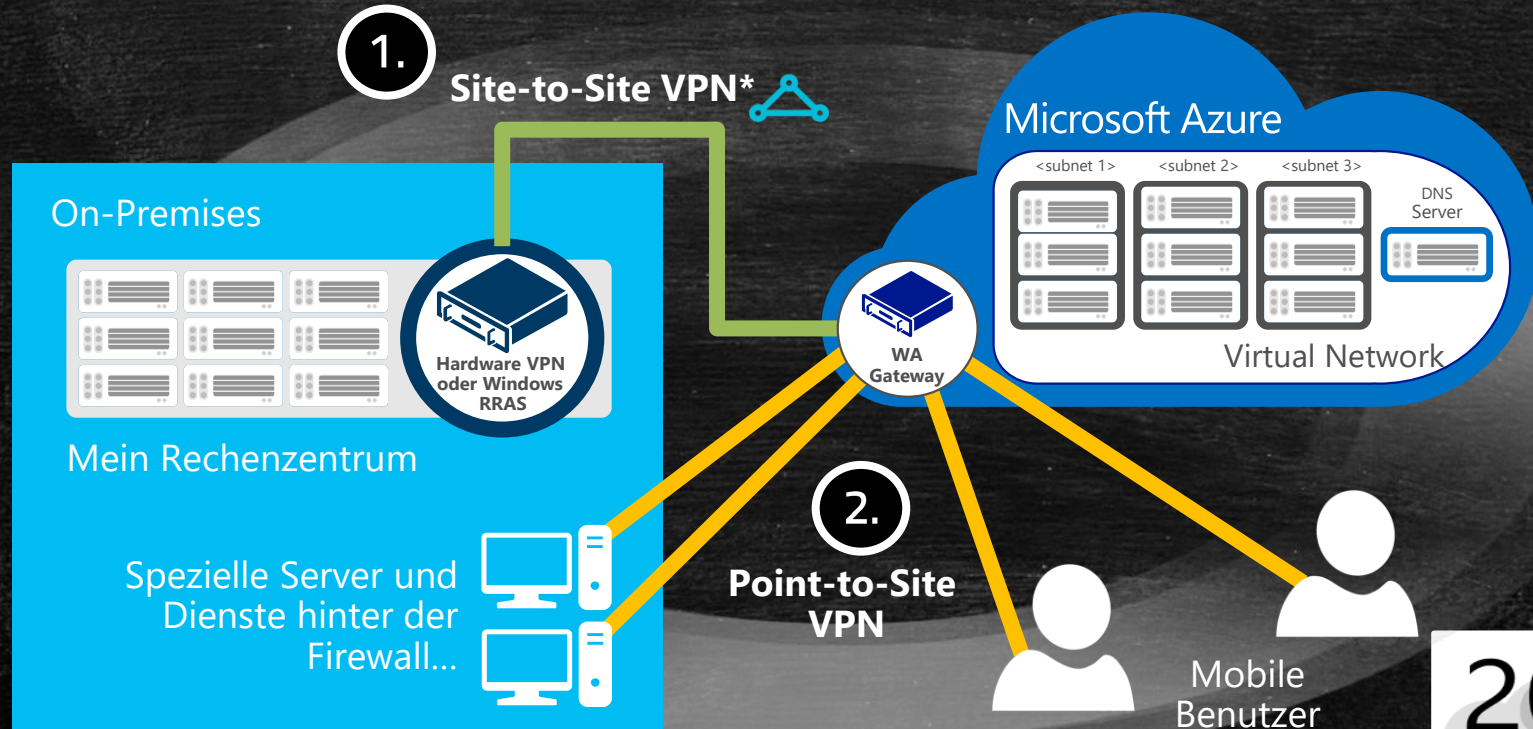 1.
Site-to-Site VPN*
Microsoft Azure
<subnet 1>
<subnet 2>
<subnet 3>
DNS
Server
Virtual Network
On-Premises
Hardware VPN
oder Windows
RRAS
WA
Gateway
Mein Rechenzentrum
2.
Point-to-Site
VPN
Spezielle Server und
Dienste hinter der
Firewall...
Mobile
Benutzer